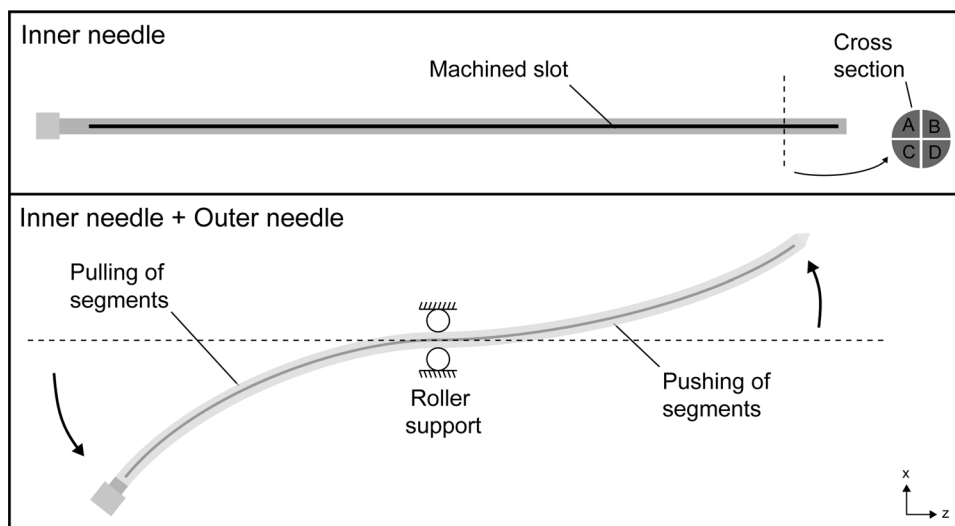 Inner needle
Machined slot
Cross
section
A B
C D
Inner needle + Outer needle
Pulling of
segments
Roller
support
Pushing of
segments
x
z